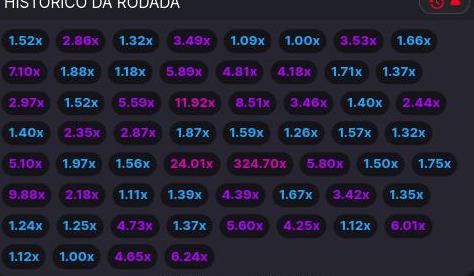 HISTÓRICO DA RODADA
1.52x 2.86x 1.32x 3.49x 1.09x 1.00x 3.53x 1.66x
7.10x 1.88x 1.18x 5.89x 4.81x 4.18x 1.71x 1.37x
2.97x 1.52x 5.59x 11.92x 8.51x 3.46x 1.40x 2.44x
1.40x 2.35x 2.87x 1.87x 1.59x 1.26x 1.57x 1.32x
5.10x 1.97x 1.56x 24.01x 324.70x 5.80x 1.50x 1.75x
9.88x 2.18x 1.11x 1.39x 4.39x 1.67x 3.42x 1.35x
1.24x 1.25x 4.73x 1.37x 5.60x 4.25x 1.12x 6.01x
1.12x 1.00x 4.65x 6.24x